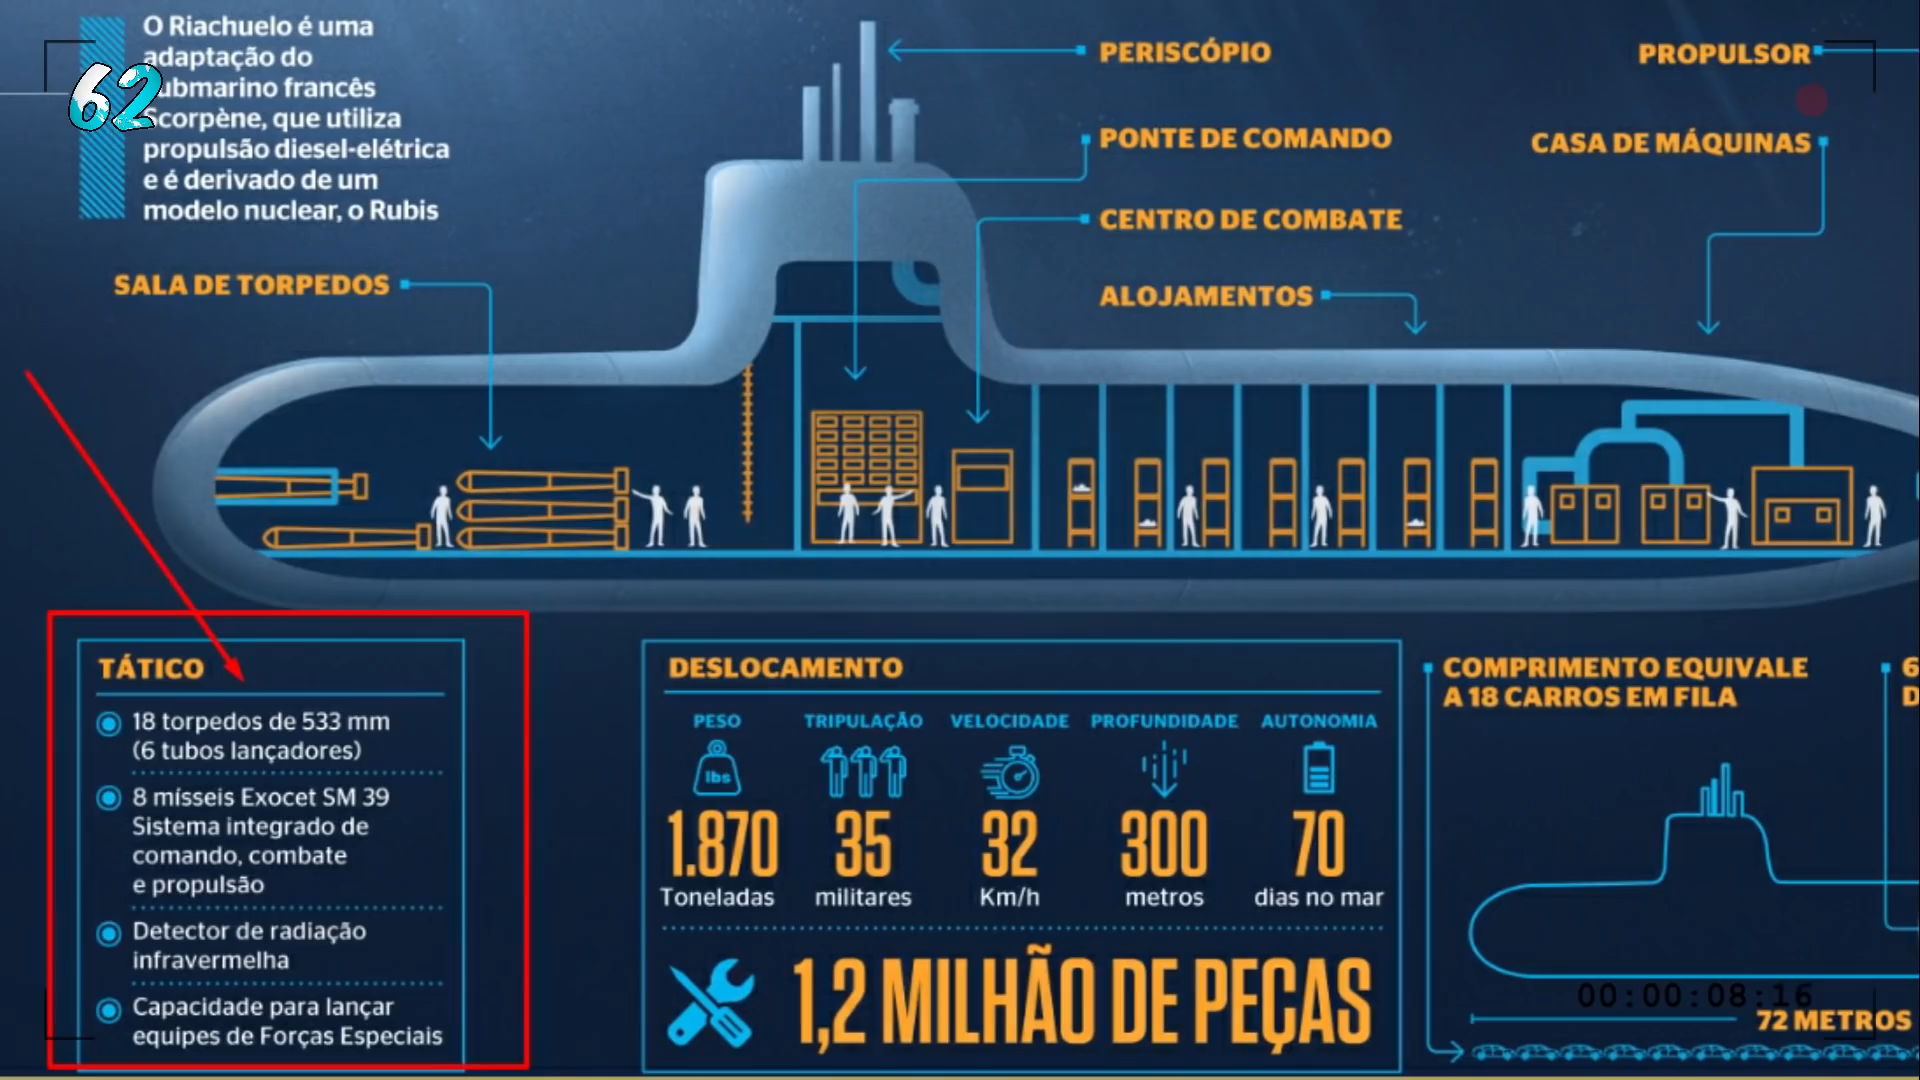 O Riachuelo é uma
adaptação do
submarino francês
Scorpène, que utiliza
propulsão diesel-elétrica
e é derivado de um
modelo nuclear, o Rubis
62
PERISCÓPIO
PROPULSOR
PONTE DE COMANDO
CASA DE MÁQUINAS
CENTRO DE COMBATE
SALA DE TORPEDOS
ALOJAMENTOS
TÁTICO
18 torpedos de 533 mm
(6 tubos lançadores)
8 mísseis Exocet SM 39
Sistema integrado de
comando, combate
e propulsão
Detector de radiação
infravermelha
Capacidade para lançar
equipes de Forças Especiais
DESLOCAMENTO
PESO TRIPULAÇÃO VELOCIDADE PROFUNDIDADE AUTONOMIA
lbs
1.870 35 32 300 70
Toneladas militares Km/h metros dias no mar
1,2 MILHÃO DE PEÇAS
COMPRIMENTO EQUIVALE
A 18 CARROS EM FILA
6
D
00:00:08:16
72 METROS